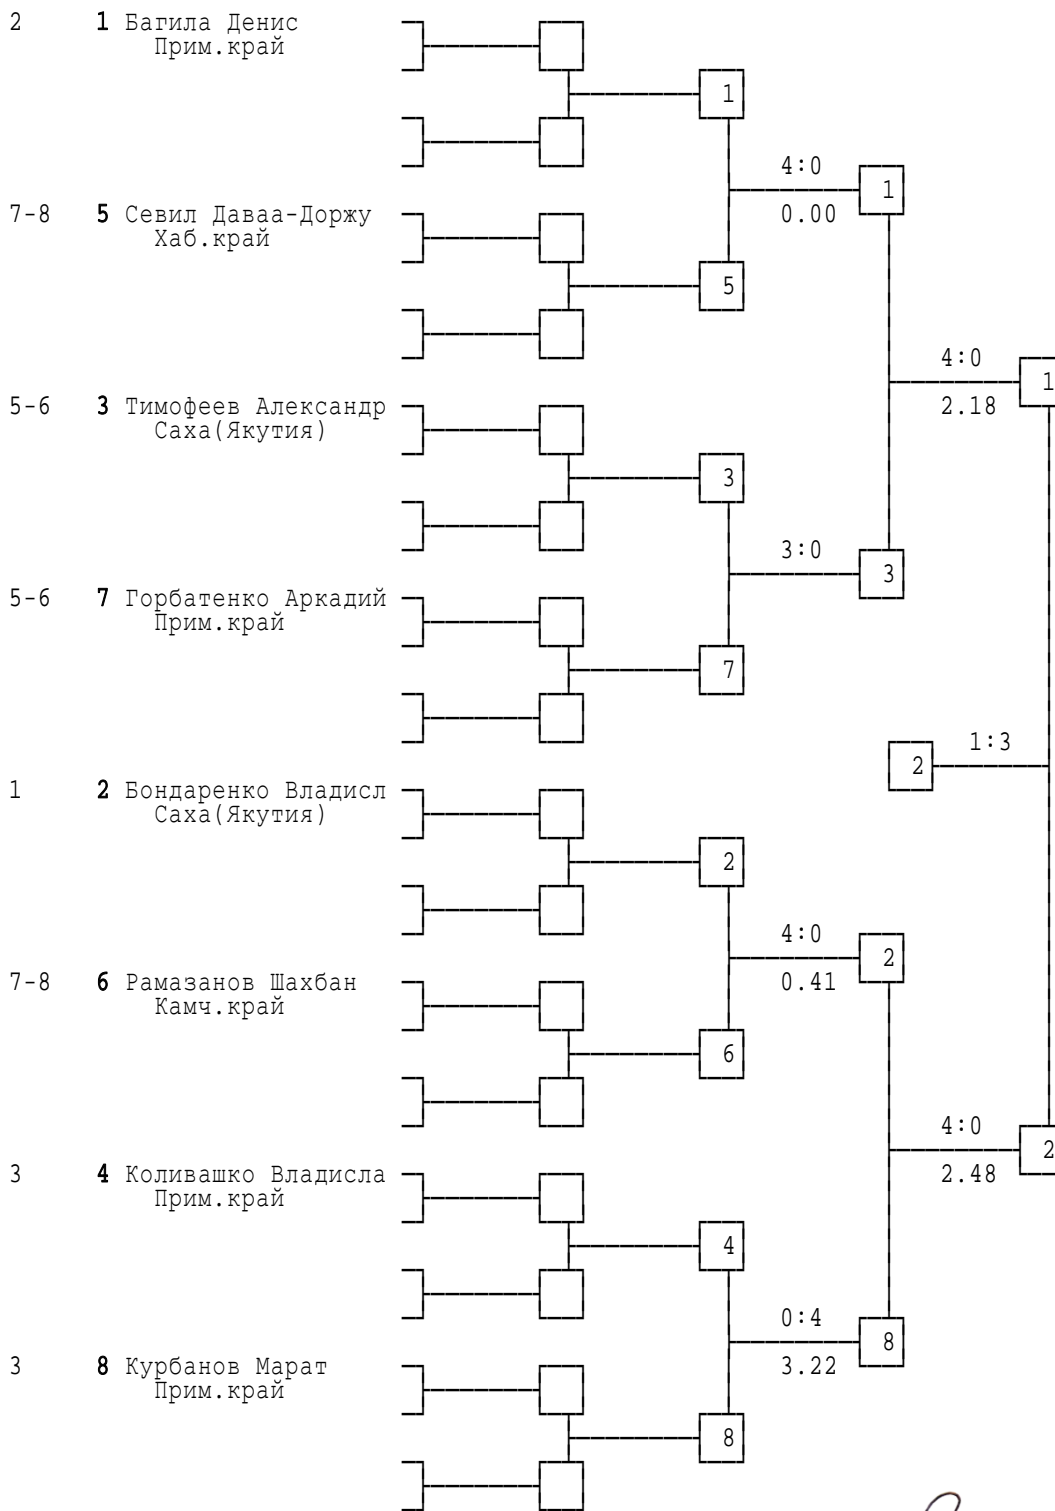 2 1 Багила Денис
Прим.край
1
4:0
1
0.00
7-8 5 Севил Даваа-Доржу
Хаб.край
5
4:0
1
2.18
5-6 3 Тимофеев Александр
Саха(Якутия)
3
3:0
3
5-6 7 Горбатенко Аркадий
Прим.край
7
1:3
2
1 2 Бондаренко Владисл
Саха(Якутия)
2
4:0
2
0.41
7-8 6 Рамазанов Шахбан
Камч.край
6
4:0
2
2.48
3 4 Коливашко Владисла
Прим.край
4
0:4
8
3.22
3 8 Курбанов Марат
Прим.край
8